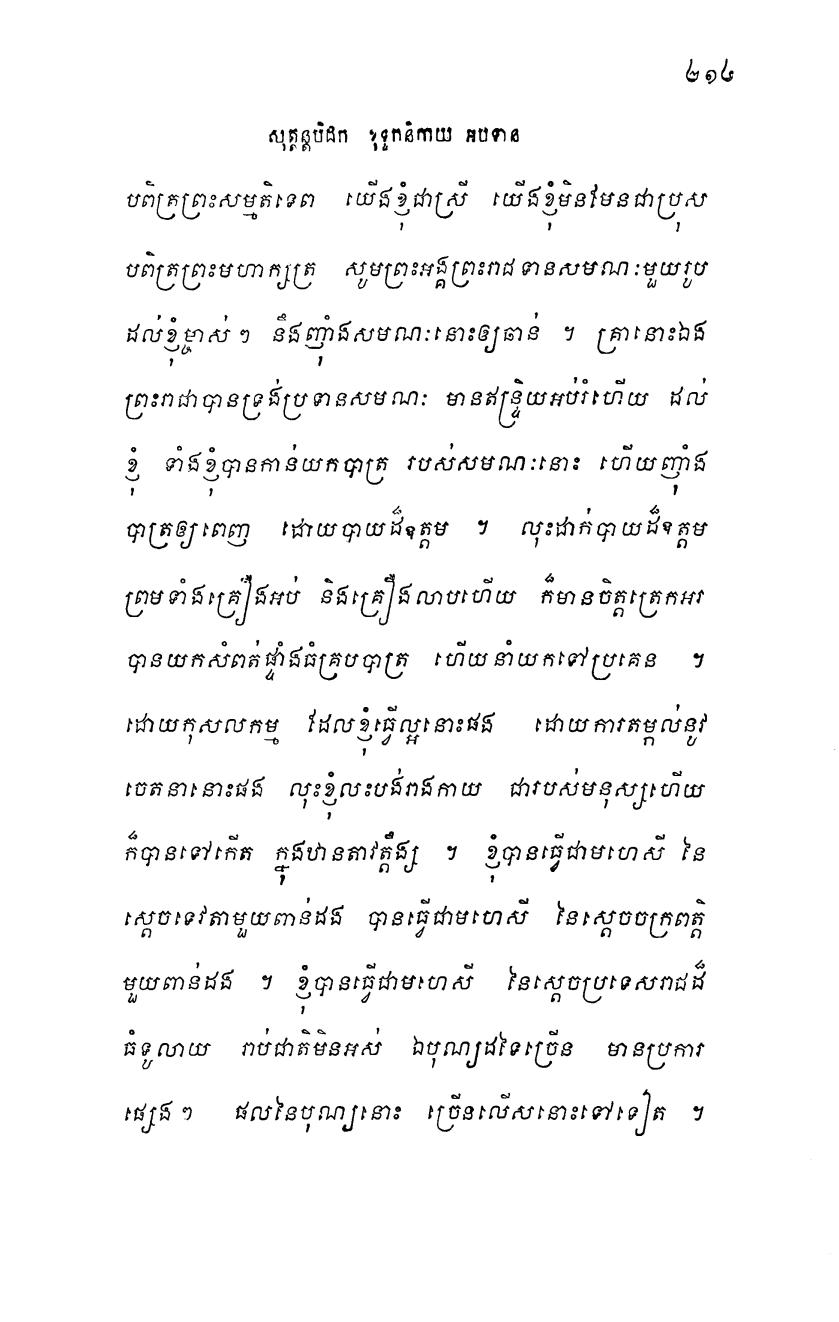 ២១៤
សុត្តន្តបិដក ខុទ្ទកនិកាយ អបទាន
បពិត្រព្រះសម្មតិទេព យើងខ្ញុំជាស្រី យើងខ្ញុំមិនមែនជាប្រុស
បពិត្រព្រះមហាក្សត្រ សូមព្រះអង្គព្រះរាជទានសមណៈមួយរូប
ដល់ខ្ញុំម្ចាស់ៗ នឹងញ៉ាំងសមណៈនោះឲ្យឆាន់ ។ គ្រានោះឯង
ព្រះរាជាបានទ្រង់ប្រទានសមណៈ មានឥន្ទ្រិយអប់រំហើយ ដល់
ខ្ញុំ ទាំងខ្ញុំបានកាន់យកបាត្រ របស់សមណៈនោះ ហើយញ៉ាំង
បាត្រឲ្យពេញ ដោយបាយដ៏ឧត្តម ។ លុះដាក់បាយដ៏ឧត្តម
ព្រមទាំងគ្រឿងអប់ និងគ្រឿងលាបហើយ ក៏មានចិត្តត្រេកអរ
បានយកសំពត់ផ្ទាំងធំគ្របបាត្រ ហើយនាំយកទៅប្រគេន ។
ដោយកុសលកម្ម ដែលខ្ញុំធ្វើល្អនោះផង ដោយការតម្កល់នូវ
ចេតនានោះផង លុះខ្ញុំលះបង់រាងកាយ ជារបស់មនុស្សហើយ
ក៏បានទៅកើត ក្នុងឋានតាវត្តឹង្ស ។ ខ្ញុំបានធ្វើជាមហេសី នៃ
ស្តេចទេវតាមួយពាន់ដង បានធ្វើជាមហេសី នៃស្តេចចក្រពត្តិ
មួយពាន់ដង ។ ខ្ញុំបានធ្វើជាមហេសី នៃស្តេចប្រទេសរាជដ៏
ធំទូលាយ រាប់ជាតិមិនអស់ ឯបុណ្យដទៃច្រើន មានប្រការ
ផ្សេងៗ ផលនៃបុណ្យនោះ ច្រើនលើសនោះទៅទៀត ។